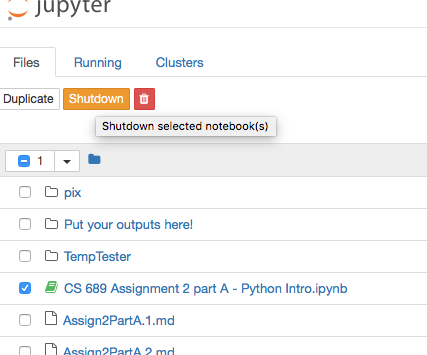 jupyter
Files Running Clusters
Duplicate Shutdown
Shutdown selected notebook(s)
1
pix
Put your outputs here!
TempTester
CS 689 Assignment 2 part A - Python Intro.ipynb
Assign2PartA.1.md
Assign2PartA.2.md